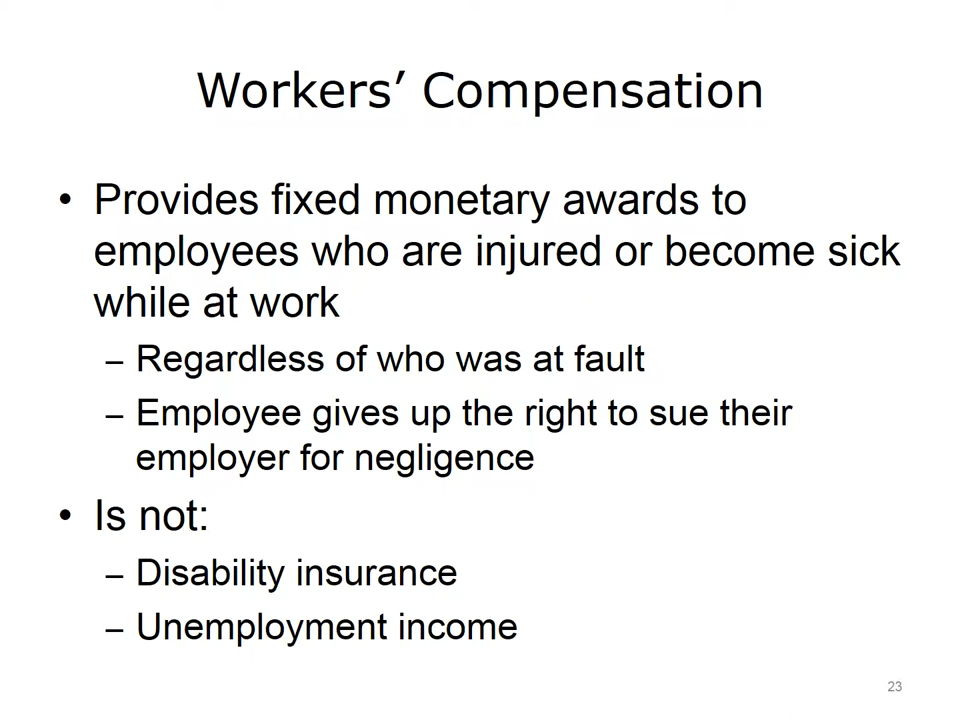 Workers’ Compensation
• Provides fixed monetary awards to
employees who are injured or become sick
while at work
– Regardless of who was at fault
– Employee gives up the right to sue their
employer for negligence
• Is not:
– Disability insurance
– Unemployment income
23